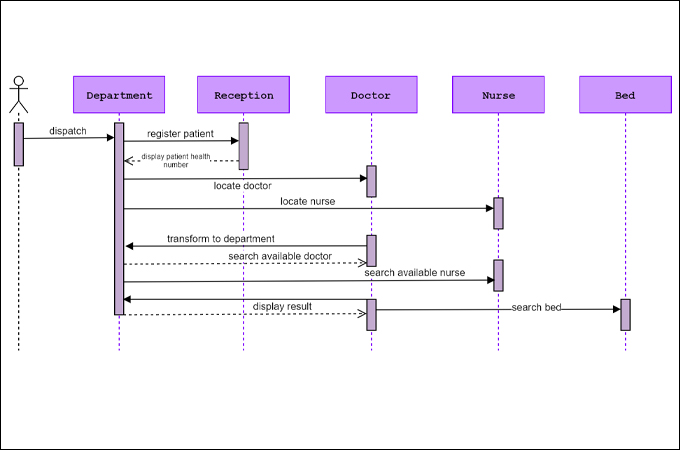 Department
Reception
Doctor
Nurse
Bed
dispatch
register patient
display patient health
number
locate doctor
locate nurse
transform to department
search available doctor
search available nurse
display result
search bed